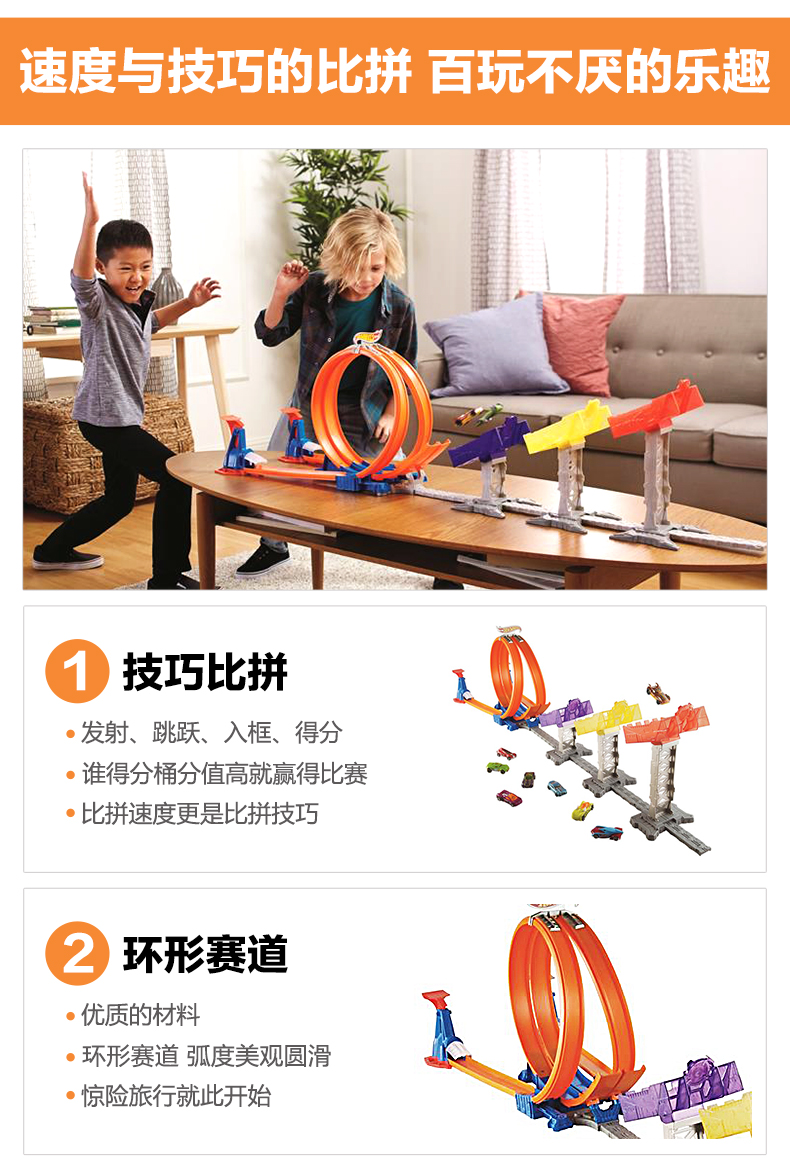 速度与技巧的比拼 百玩不厌的乐趣
1 技巧比拼
• 发射、跳跃、入框、得分
• 谁得分桶分值高就赢得比赛
• 比拼速度更是比拼技巧
2 环形赛道
• 优质的材料
• 环形赛道 弧度美观圆滑
• 惊险旅行就此开始